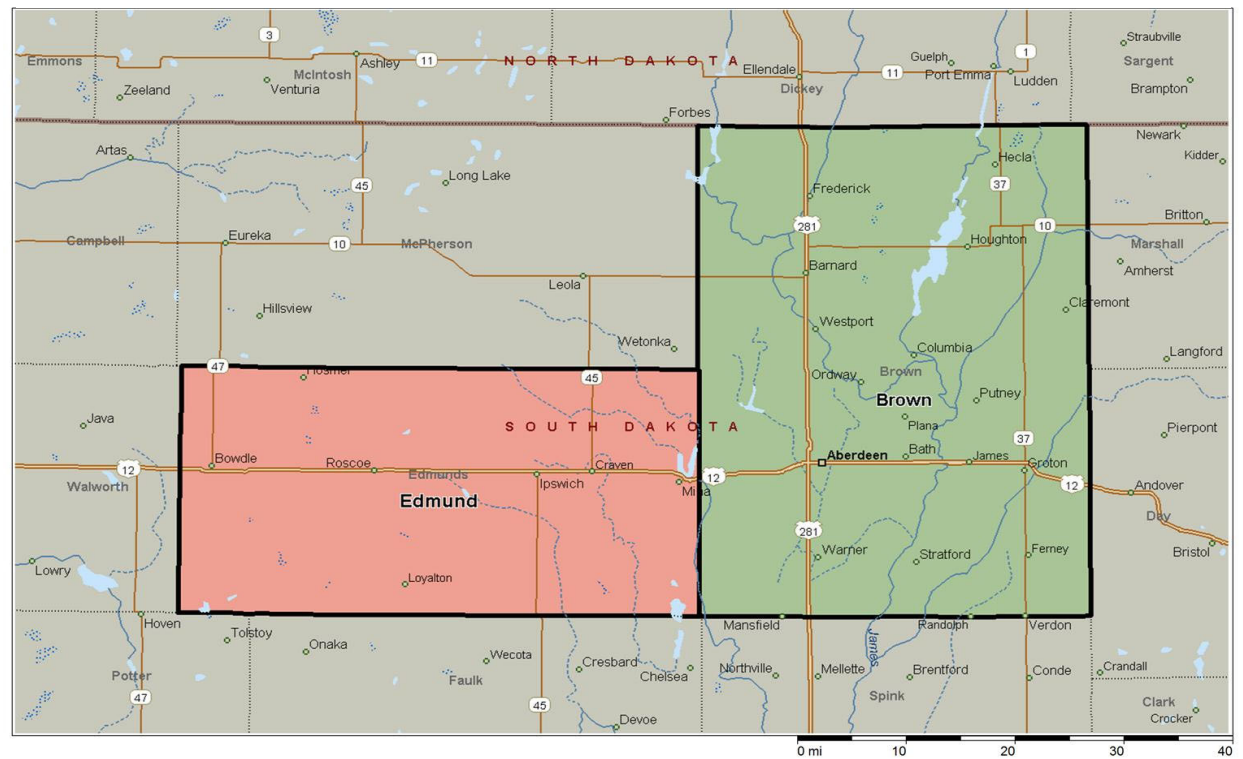 3
1
Straubville
Emmons
Ashley
11
NORTH DAKOTA
Guelph
Sargent
McIntosh
Venturia
Ellendale
11
Port Emma
Ludden
Zeeland
Dickey
Brampton
Forbes
Newark
Artas
Hecla
Kidder
Long Lake
45
Frederick
37
Britton
281
10
Campbell
Eureka
10
McPherson
Houghton
Marshall
Barnard
Amherst
Leola
Hillsview
Claremont
Westport
Wetonka
Columbia
Langford
47
Hosmer
45
Ordway
Brown
Brown
Putney
Java
SOUTH DAKOTA
Plana
Pierpont
37
Bath
12
Bowdle
Roscoe
Edmunds
Craven
Aberdeen
James
Groton
Walworth
Ipswich
Mina
12
12
Andover
Edmund
Day
281
Warner
Stratford
Ferney
Bristol
Lowry
Loyalton
Hoven
Mansfield
Randolph
Verdon
Tolstoy
Onaka
Wecota
Cresbard
Chelsea
Northville
Mellette
James
Brentford
Conde
Crandall
Potter
Faulk
Spink
Clark
47
45
Devoe
Crocker
0 mi 10 20 30 40